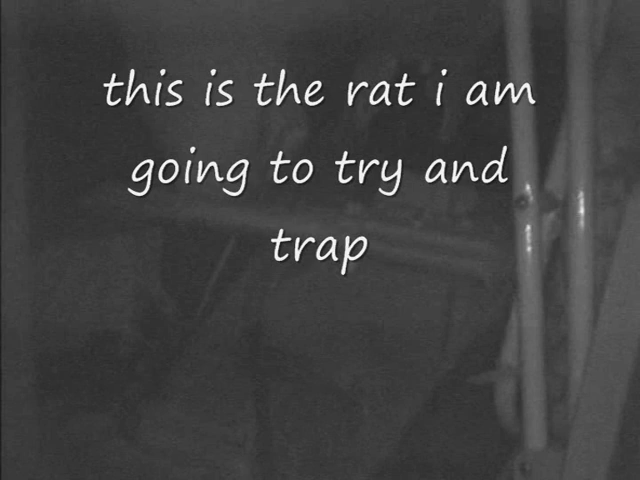 this is the rat i am
going to try and
trap